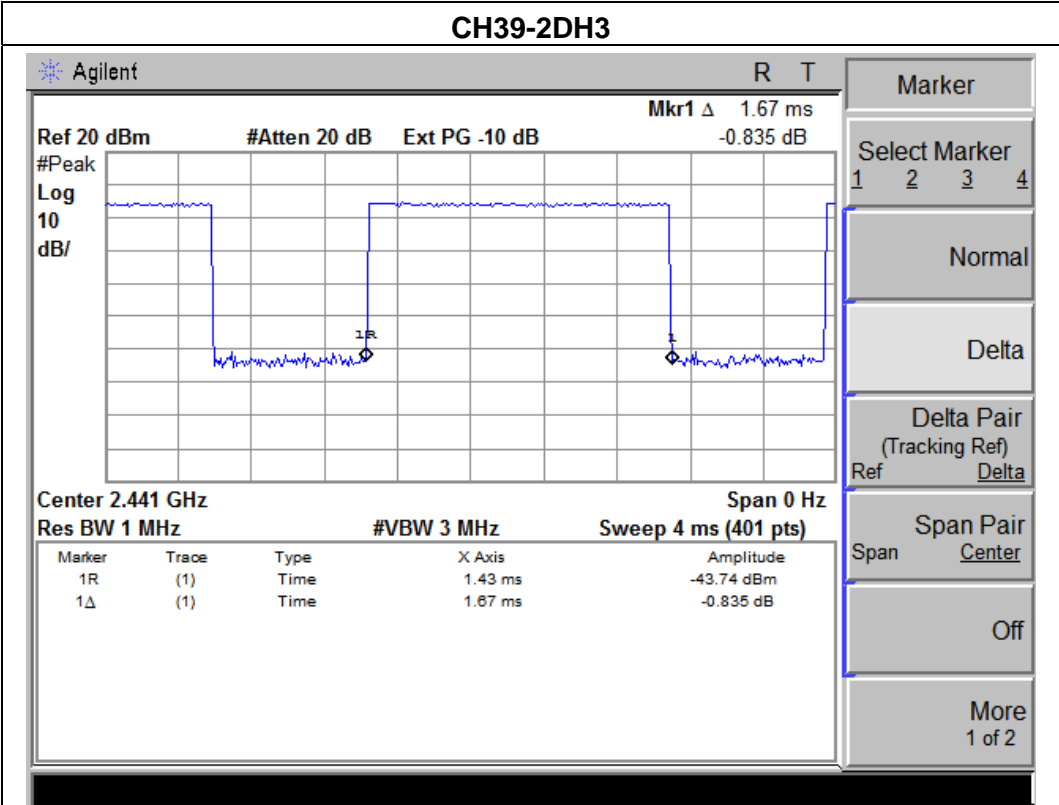 CH39-2DH3
Agilent R T
Mkr1 Δ 1.67 ms
Ref 20 dBm #Atten 20 dB Ext PG -10 dB -0.835 dB
#Peak
Log
10
dB/
1R
1
Center 2.441 GHz Span 0 Hz
Res BW 1 MHz #VBW 3 MHz Sweep 4 ms (401 pts)
Marker Trace Type X Axis Amplitude
1R (1) Time 1.43 ms -43.74 dBm
1Δ (1) Time 1.67 ms -0.835 dB
Marker
Select Marker
1 2 3 4
Normal
Delta
Delta Pair
(Tracking Ref)
Ref Delta
Span Pair
Span Center
Off
More
1 of 2